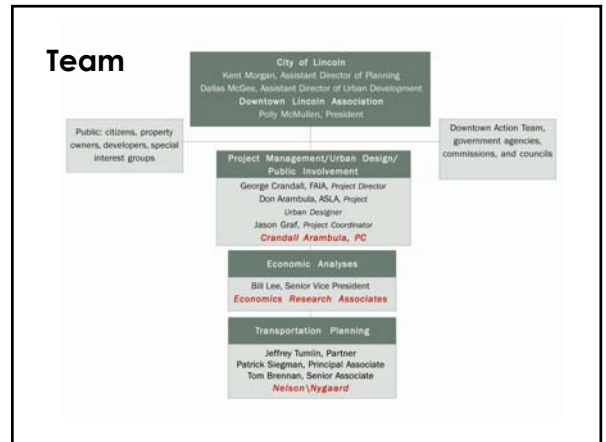 Team
City of Lincoln
Kent Morgan, Assistant Director of Planning
Dallas McGee, Assistant Director of Urban Development
Downtown Lincoln Association
Polly McMullen, President
Public: citizens, property
owners, developers, special
interest groups
Downtown Action Team,
government agencies,
commissions, and councils
Project Management/Urban Design/
Public Involvement
George Crandall, FAIA, Project Director
Don Arambula, ASLA, Project
Urban Designer
Jason Graf, Project Coordinator
Crandall Arambula, PC
Economic Analyses
Bill Lee, Senior Vice President
Economics Research Associates
Transportation Planning
Jeffrey Tumlin, Partner
Patrick Siegman, Principal Associate
Tom Brennan, Senior Associate
Nelson\Nygaard